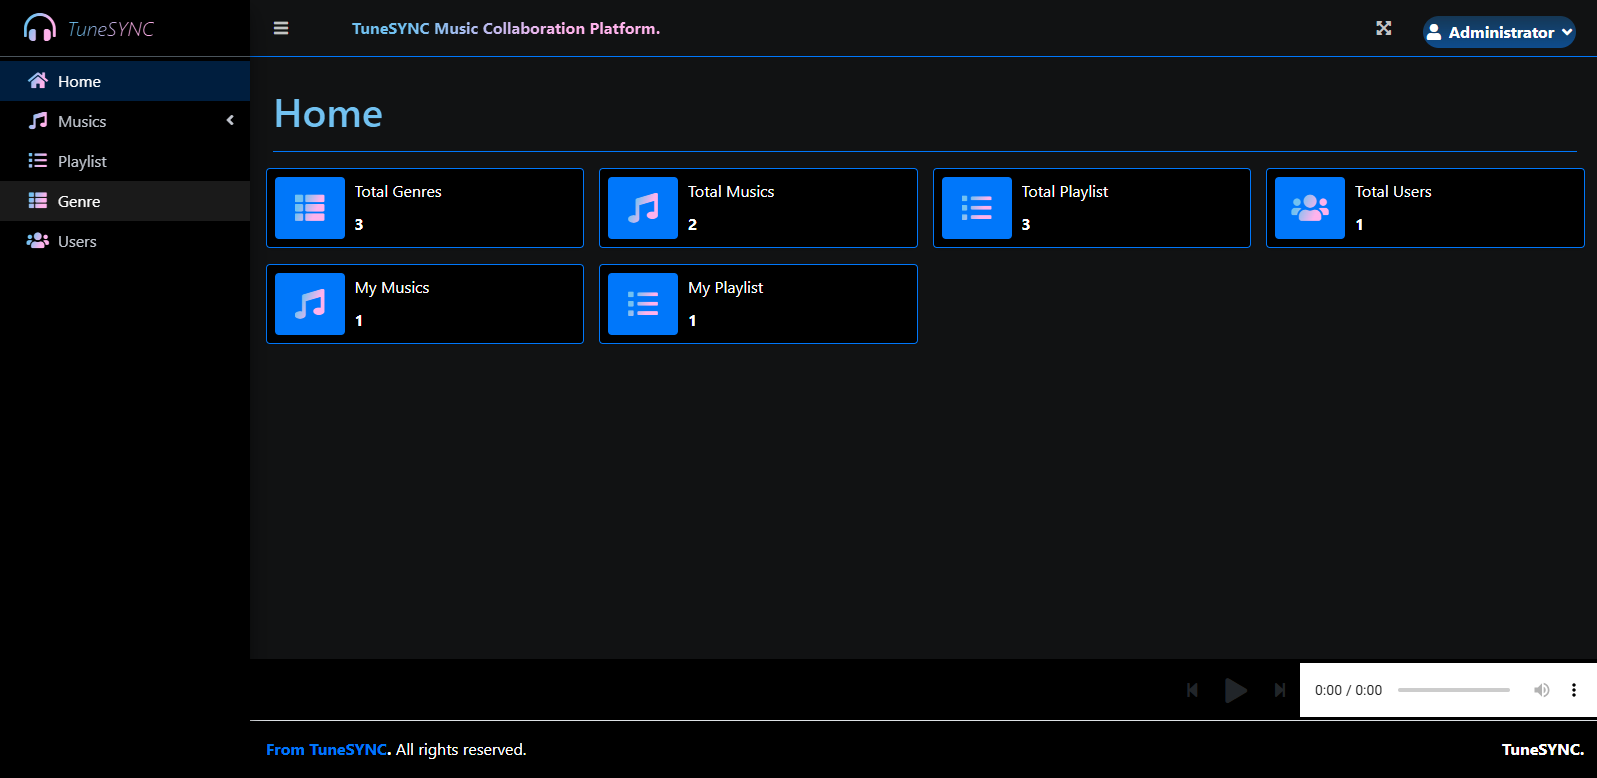 TuneSYNC
TuneSYNC Music Collaboration Platform.
Administrator
Home
Musics
Playlist
Genre
Users
Home
Total Genres
3
Total Musics
2
Total Playlist
3
Total Users
1
My Musics
1
My Playlist
1
0:00 / 0:00
From TuneSYNC. All rights reserved.
TuneSYNC.